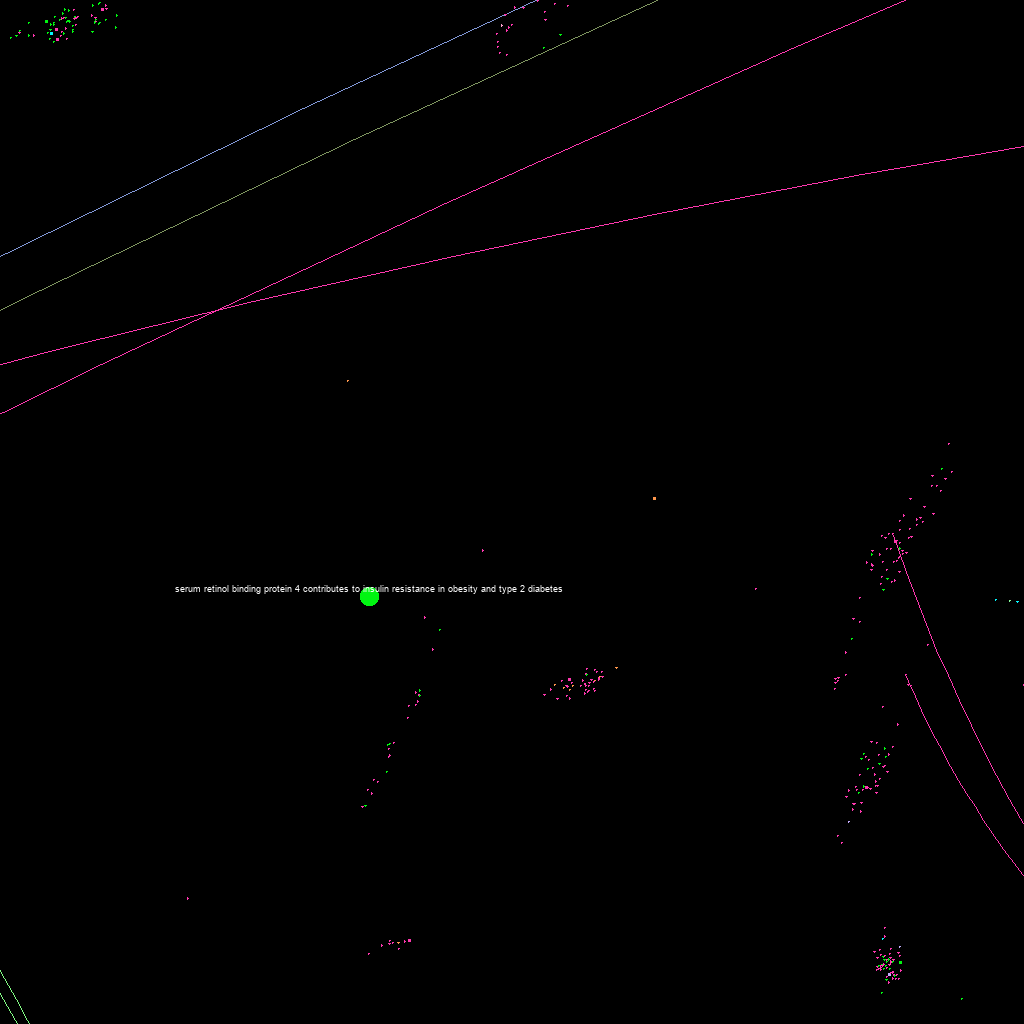 serum retinol binding protein 4 contributes to insulin resistance in obesity and type 2 diabetes